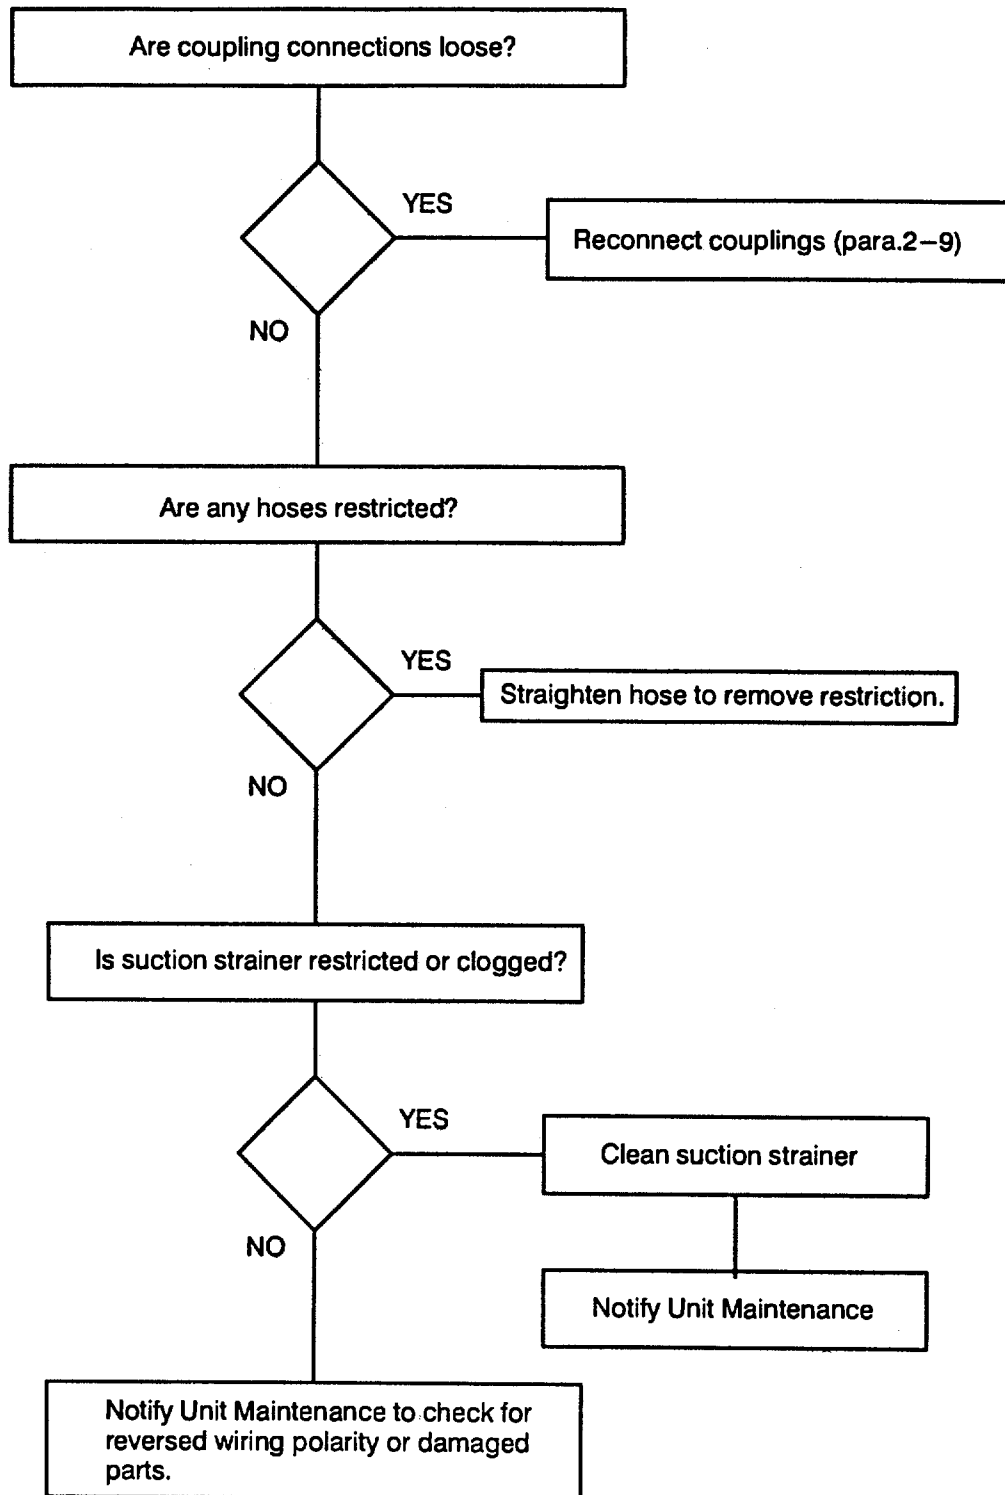 Are coupling connections loose?
YES
Reconnect couplings (para.2–9)
NO
Are any hoses restricted?
YES
Straighten hose to remove restriction.
NO
Is suction strainer restricted or clogged?
YES
Clean suction strainer
NO
Notify Unit Maintenance
Notify Unit Maintenance to check for
reversed wiring polarity or damaged
parts.